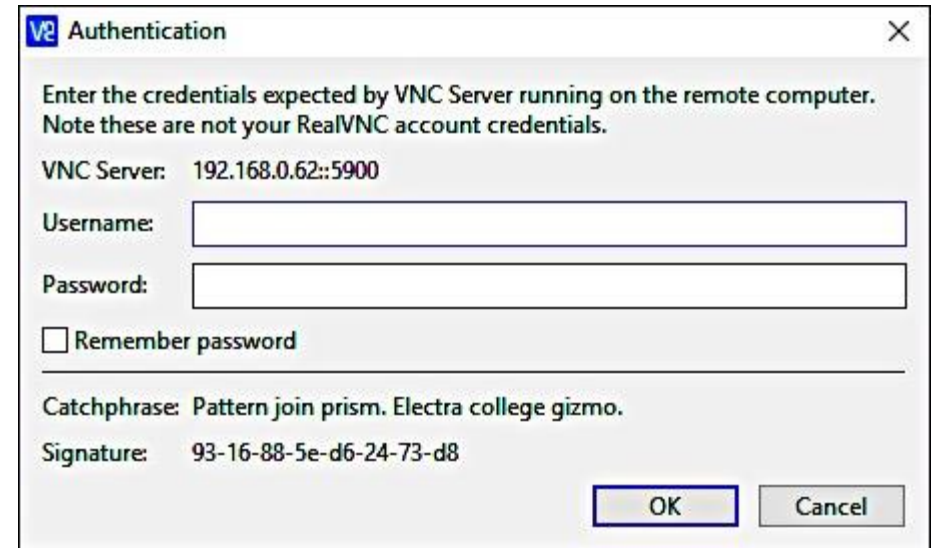 V2 Authentication
Enter the credentials expected by VNC Server running on the remote computer.
Note these are not your RealVNC account credentials.
VNC Server: 192.168.0.62::5900
Username:
Password:
Remember password
Catchphrase: Pattern join prism. Electra college gizmo.
Signature: 93-16-88-5e-d6-24-73-d8
OK Cancel